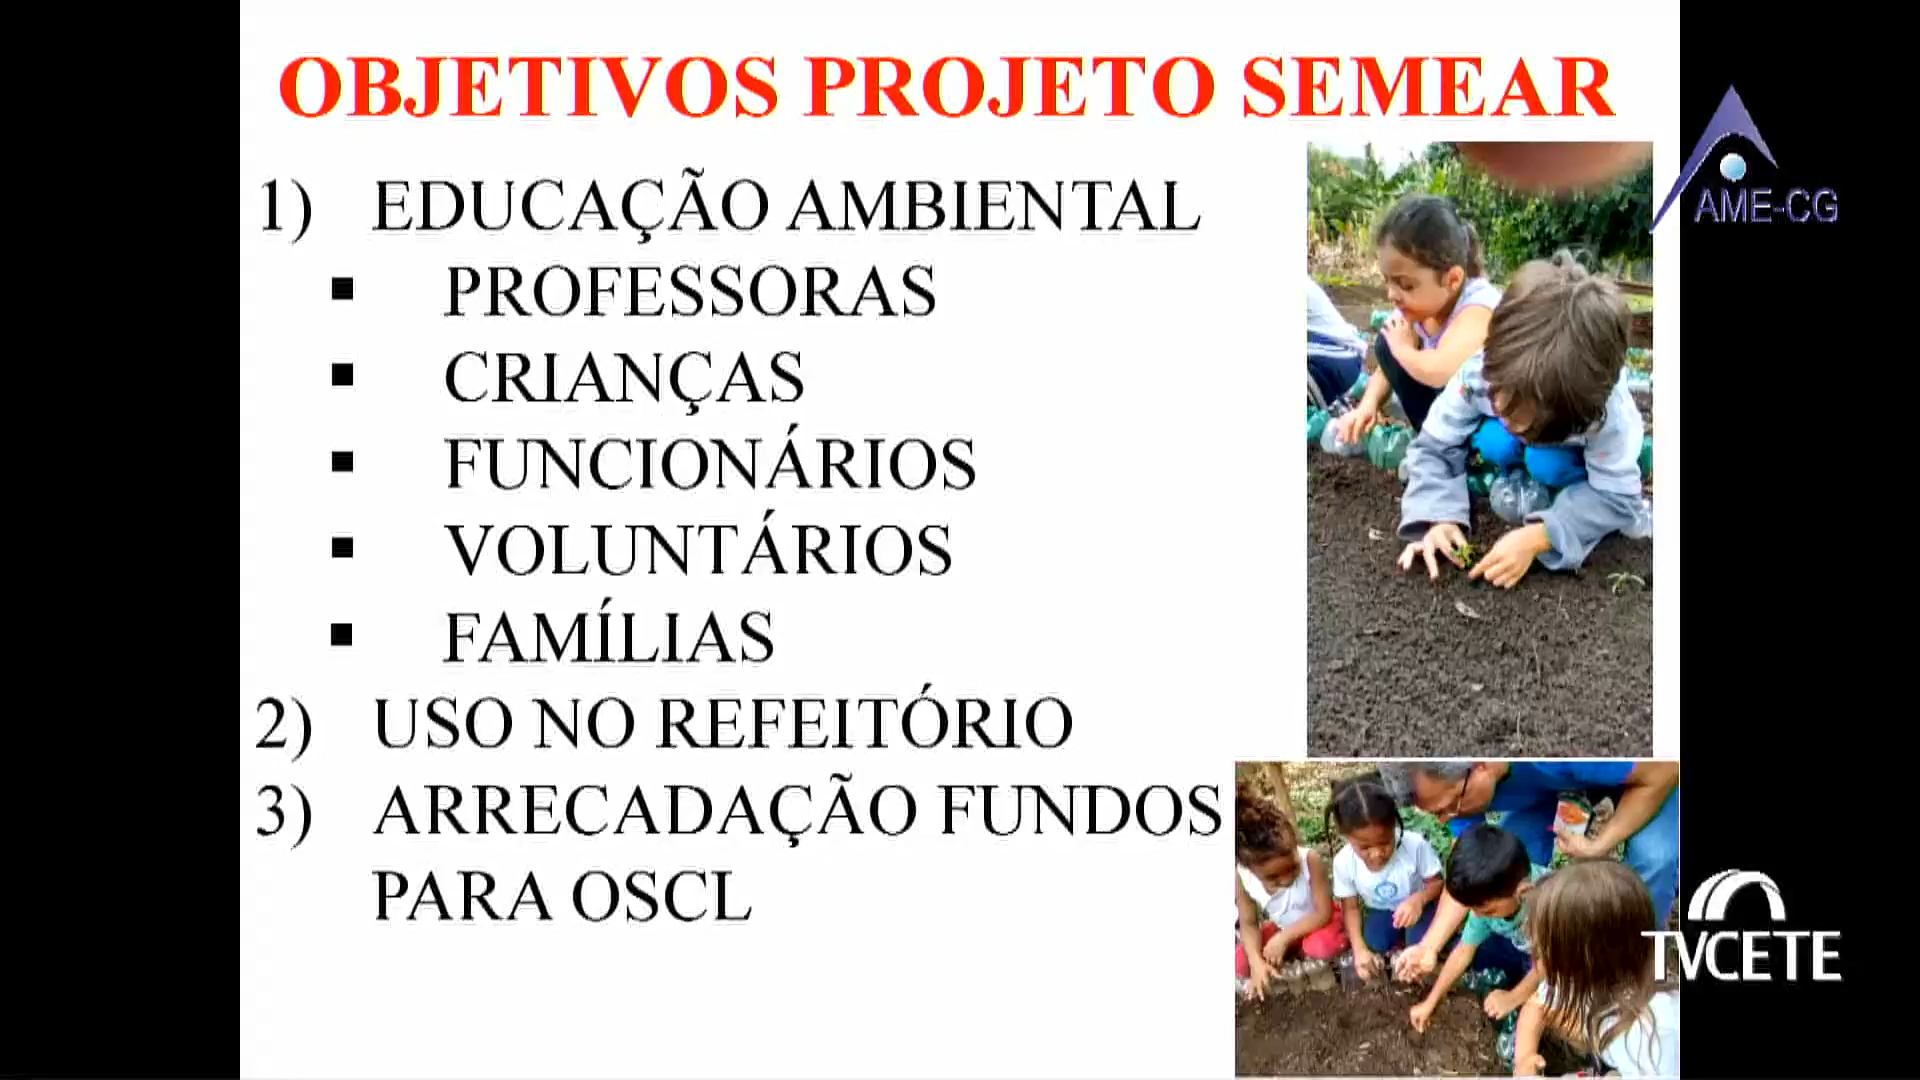 OBJETIVOS PROJETO SEMEAR
1) EDUCAÇÃO AMBIENTAL
▪ PROFESSORAS
▪ CRIANÇAS
▪ FUNCIONÁRIOS
▪ VOLUNTÁRIOS
▪ FAMÍLIAS
2) USO NO REFEITÓRIO
3) ARRECADAÇÃO FUNDOS
PARA OSCL
AME-CG
TVCETE